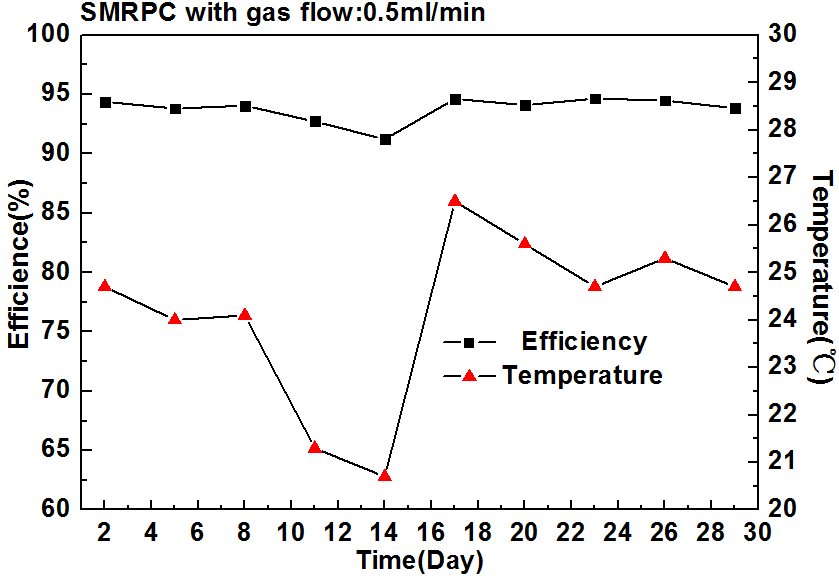 SMRPC with gas flow:0.5ml/min
100
95
90
85
80
75
70
65
60
Efficience(%)
30
29
28
27
26
25
24
23
22
21
20
Temperature(℃)
Efficiency
Temperature
2 4 6 8 10 12 14 16 18 20 22 24 26 28 30
Time(Day)